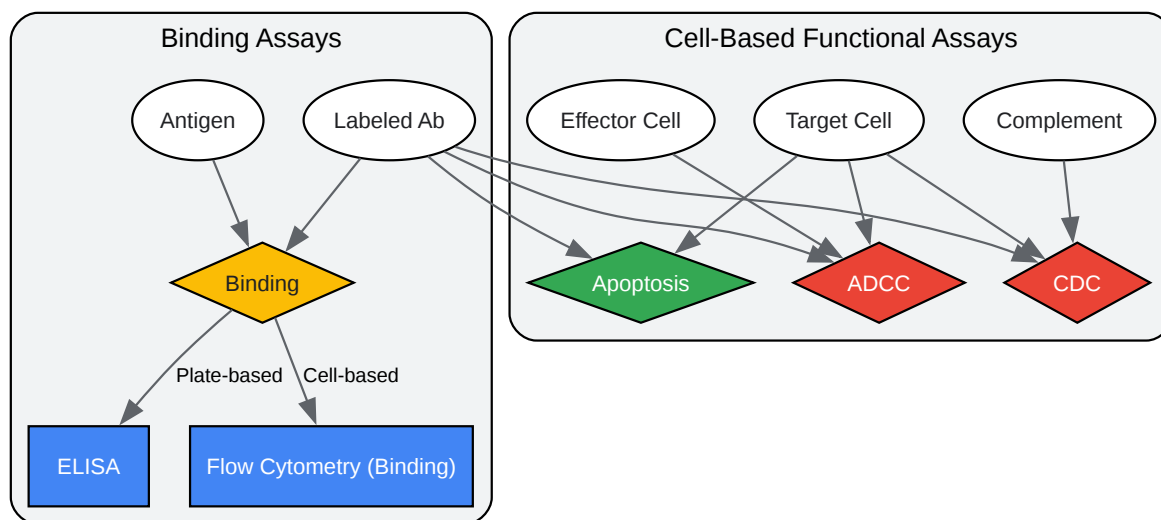 Binding Assays
Cell-Based Functional Assays
Antigen
Labeled Ab
Effector Cell
Target Cell
Complement
Binding
Apoptosis
ADCC
CDC
Plate-based
Cell-based
ELISA
Flow Cytometry (Binding)